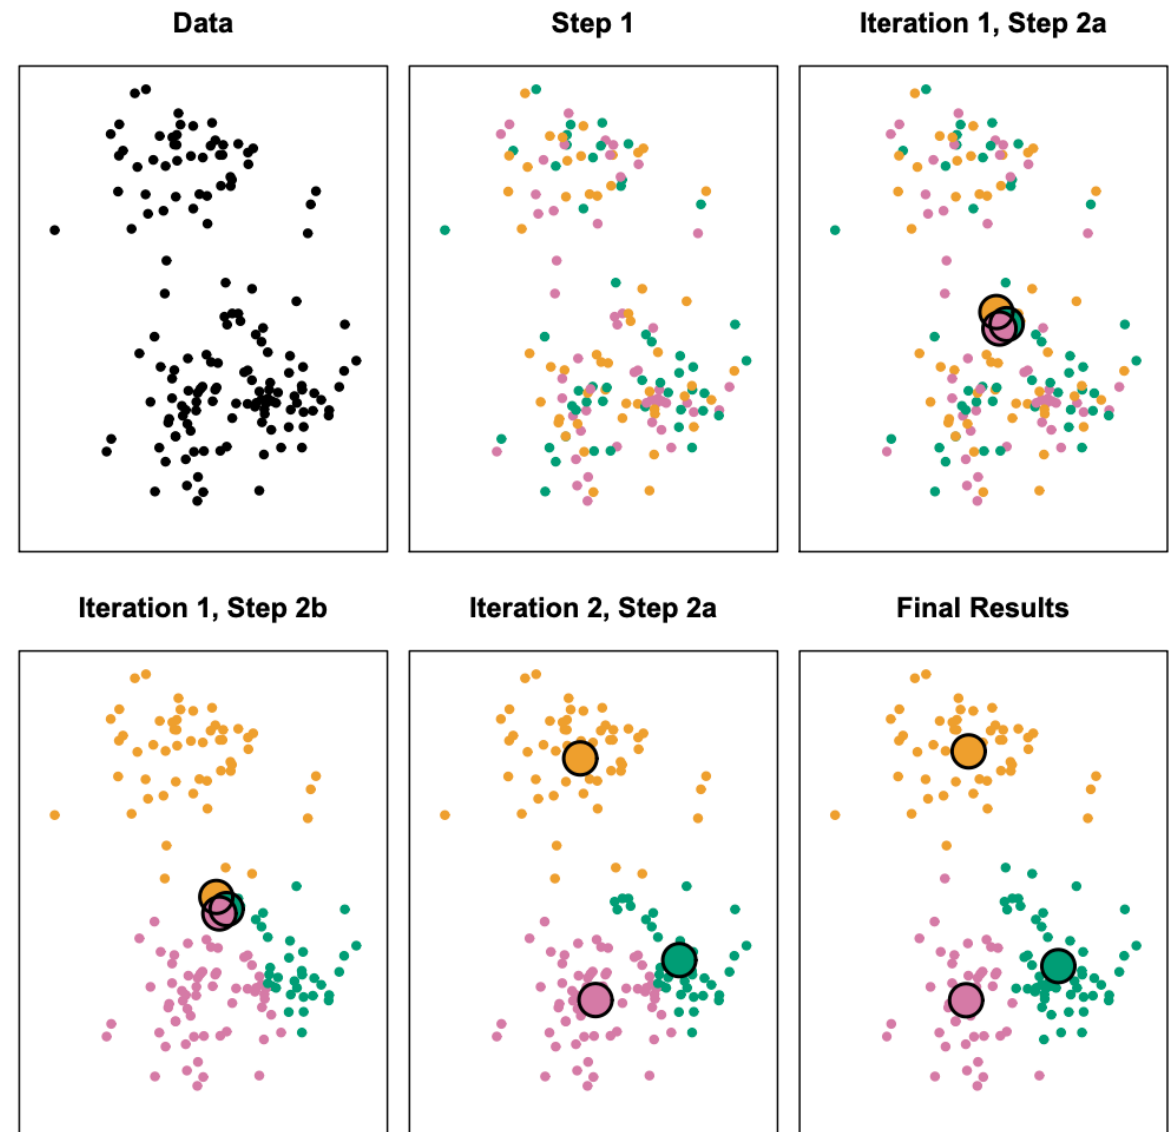 Data
Step 1
Iteration 1, Step 2a
Iteration 1, Step 2b
Iteration 2, Step 2a
Final Results